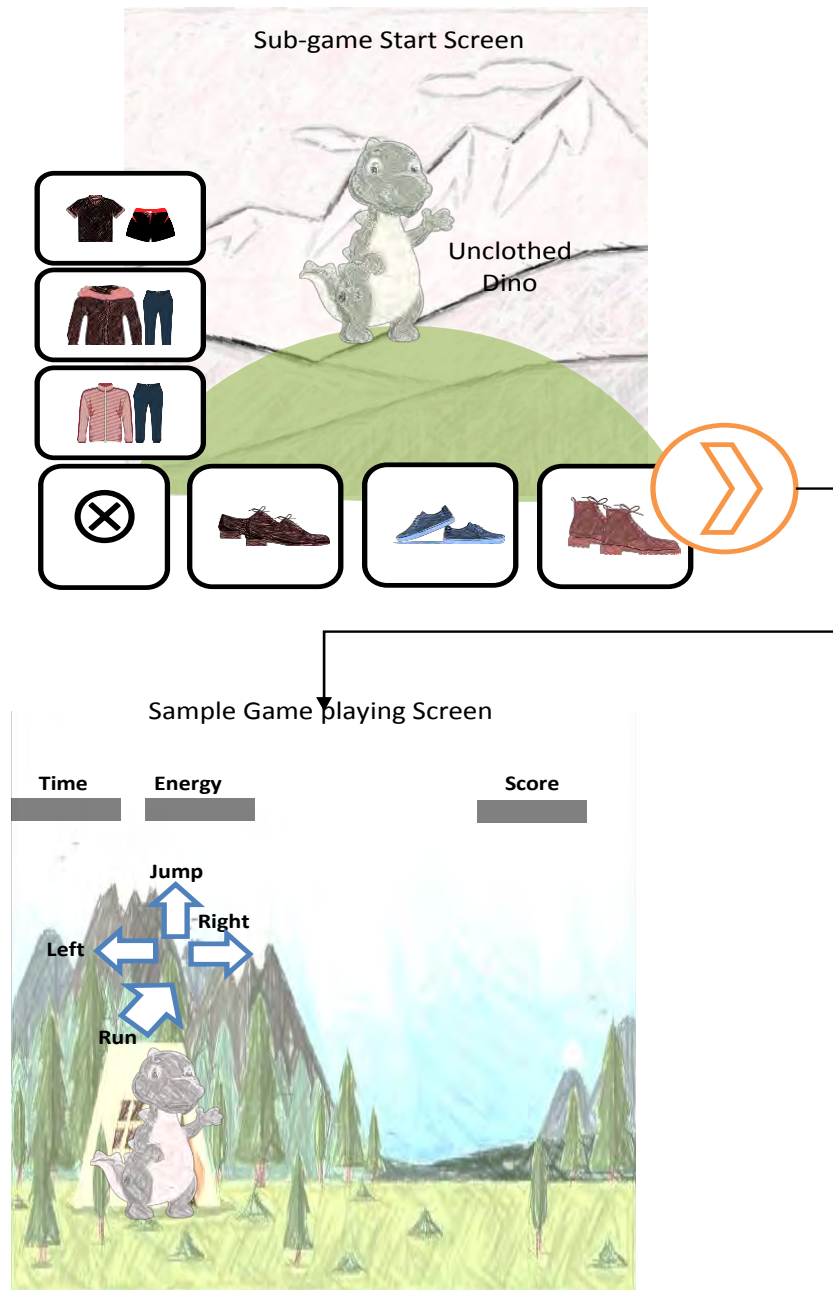 Sub-game Start Screen
Unclothed
Dino
Sample Game playing Screen
Time
Energy
Score
Jump
Right
Left
Run